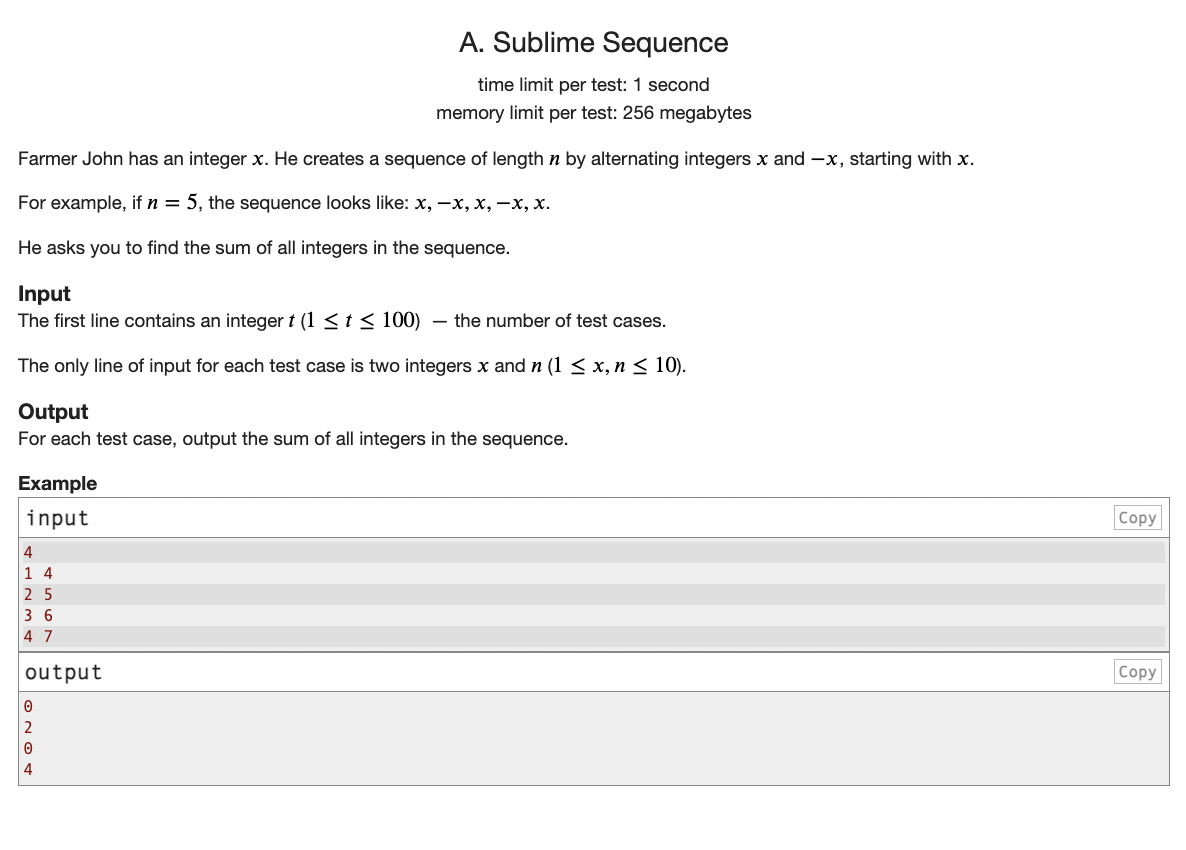 A. Sublime Sequence
time limit per test: 1 second
memory limit per test: 256 megabytes
Farmer John has an integer x. He creates a sequence of length n by alternating integers x and −x, starting with x.
For example, if n = 5, the sequence looks like: x, −x, x, −x, x.
He asks you to find the sum of all integers in the sequence.
Input
The first line contains an integer t (1 ≤ t ≤ 100) — the number of test cases.
The only line of input for each test case is two integers x and n (1 ≤ x, n ≤ 10).
Output
For each test case, output the sum of all integers in the sequence.
Example
input Copy
4
1 4
2 5
3 6
4 7
output Copy
0
2
0
4